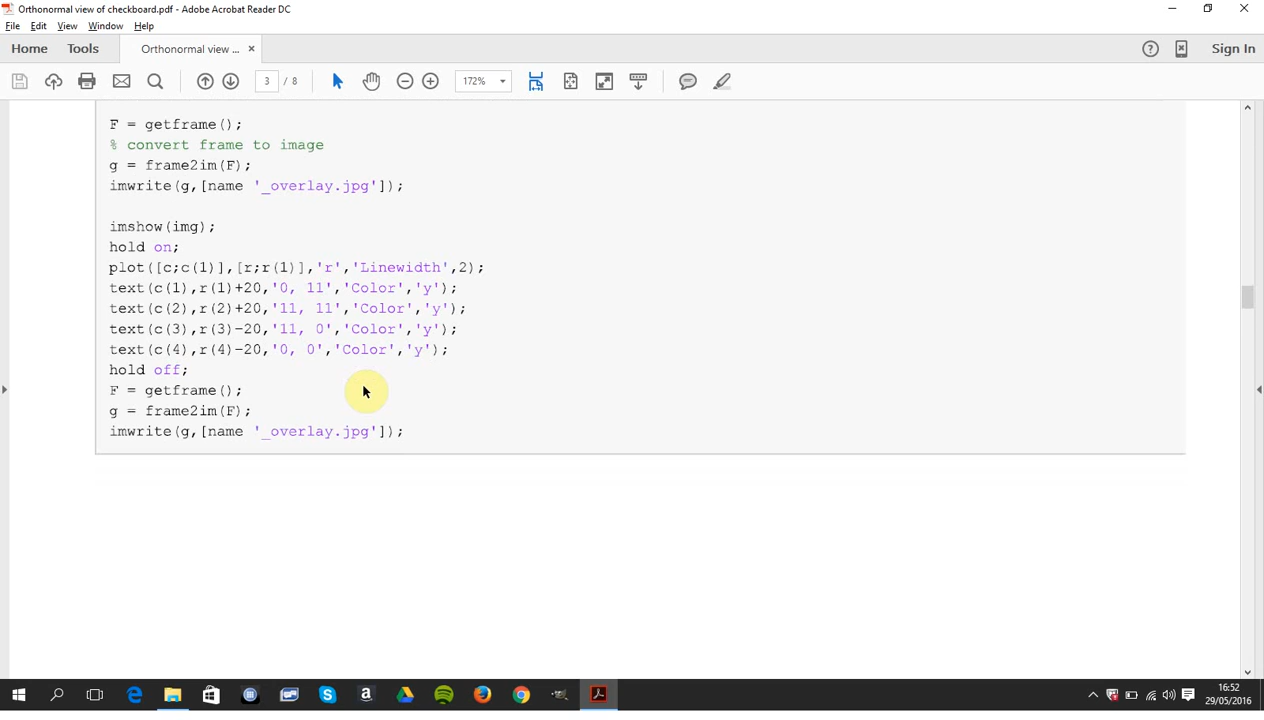 Orthonormal view of checkboard.pdf - Adobe Acrobat Reader DC
File Edit View Window Help
Home Tools Orthonormal view ... × Sign In
3 / 8 172%
F = getframe();
% convert frame to image
g = frame2im(F);
imwrite(g,[name '_overlay.jpg']);
imshow(img);
hold on;
plot([c;c(1)],[r;r(1)],'r','Linewidth',2);
text(c(1),r(1)+20,'0, 11','Color','y');
text(c(2),r(2)+20,'11, 11','Color','y');
text(c(3),r(3)-20,'11, 0','Color','y');
text(c(4),r(4)-20,'0, 0','Color','y');
hold off;
F = getframe();
g = frame2im(F);
imwrite(g,[name '_overlay.jpg']);
16:52
29/05/2016